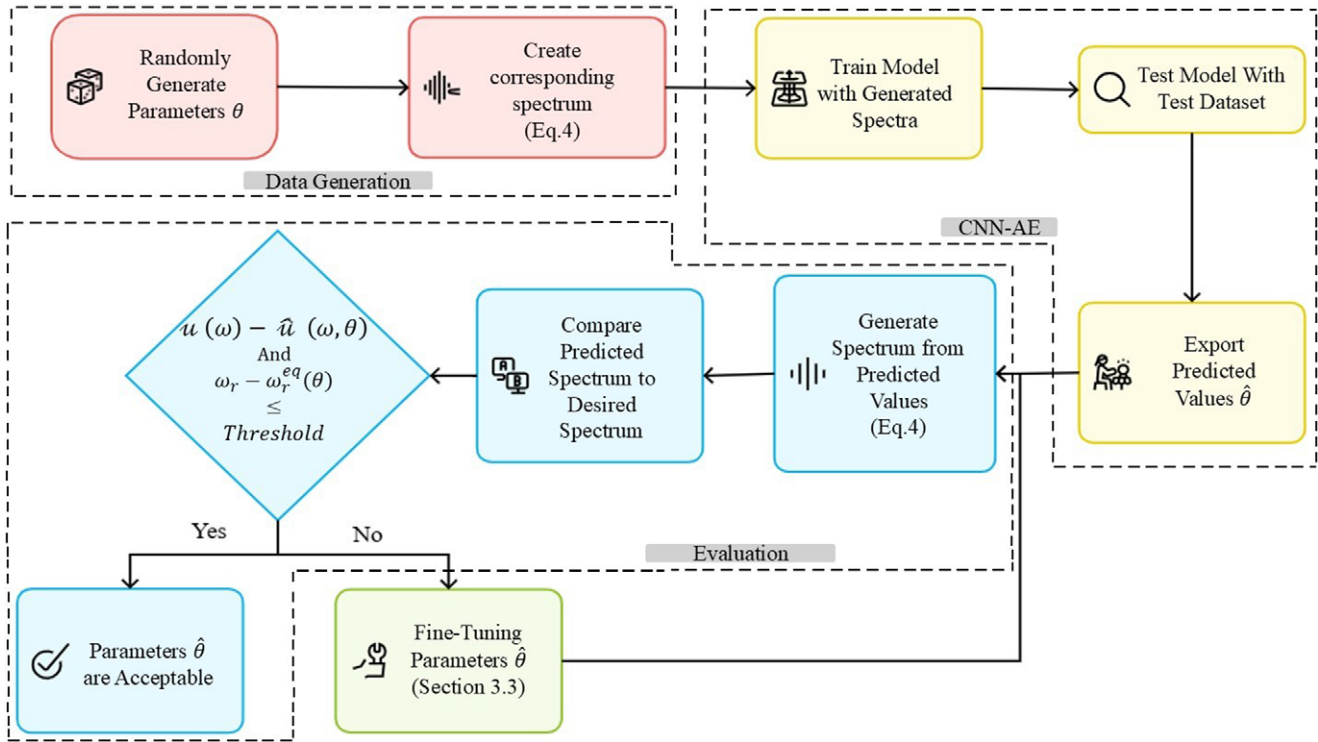 Randomly
Generate
Parameters θ
Create
corresponding
spectrum
(Eq.4)
Data Generation
Train Model
with Generated
Spectra
Test Model With
Test Dataset
CNN-AE
Export
Predicted
Values θ̂
Generate
Spectrum from
Predicted
Values
(Eq.4)
Compare
Predicted
Spectrum to
Desired
Spectrum
A
B
u (ω) − û (ω, θ)
And
ω_r − ω_r^{eq}(θ)
≤
Threshold
Yes
No
Evaluation
Parameters θ̂
are Acceptable
Fine-Tuning
Parameters θ̂
(Section 3.3)